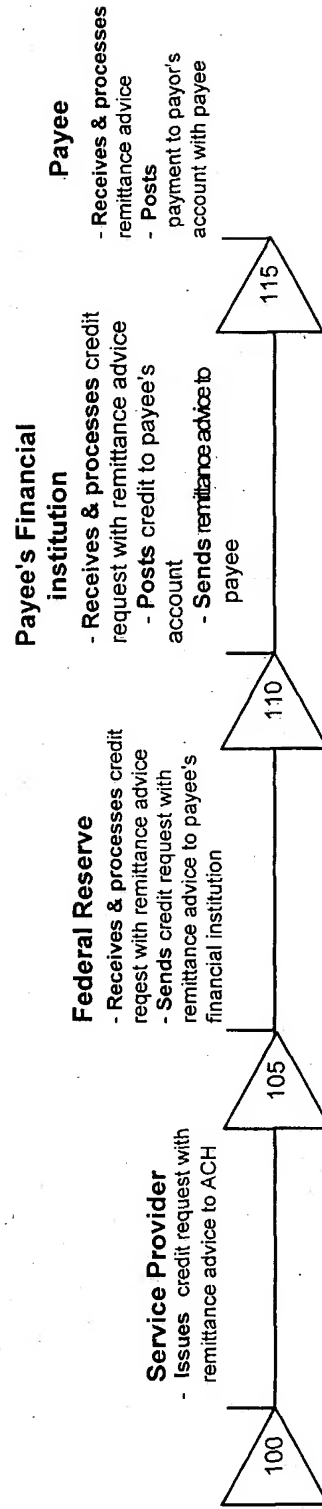 Service Provider
- Issues credit request with
remittance advice to ACH
100
Federal Reserve
- Receives & processes credit
reqest with remittance advice
- Sends credit request with
remittance advice to payee's
financial institution
105
Payee's Financial
institution
- Receives & processes credit
request with remittance advice
- Posts credit to payee's
account
- Sends remittance advice to
payee
110
Payee
- Receives & processes
remittance advice
- Posts
payment to payor's
account with payee
115